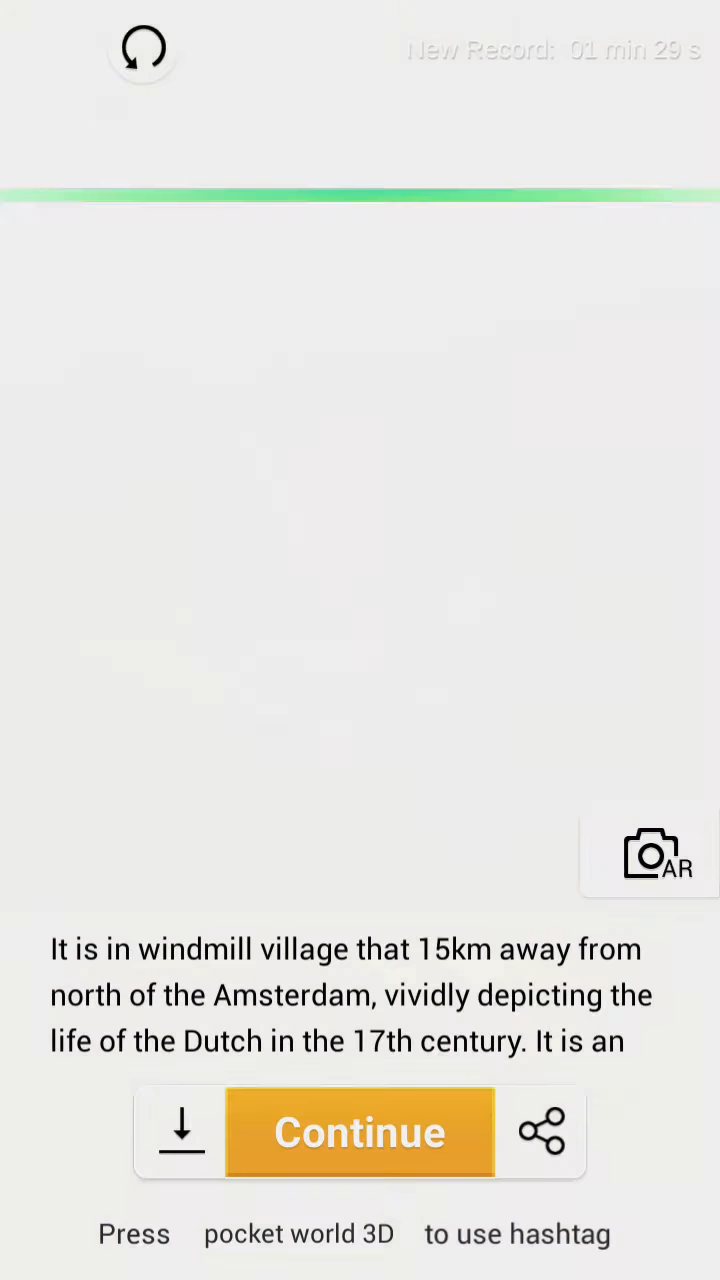 New Record: 01 min 29 s
AR
It is in windmill village that 15km away from
north of the Amsterdam, vividly depicting the
life of the Dutch in the 17th century. It is an
Continue
Press pocket world 3D to use hashtag